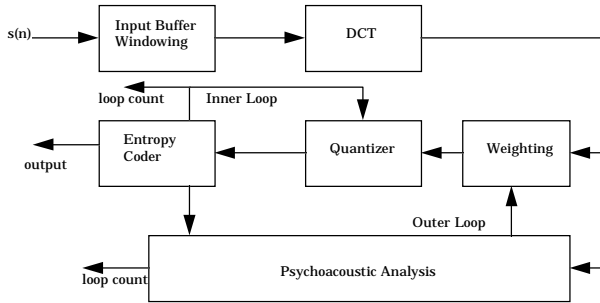 s(n)
Input Buffer
Windowing
DCT
loop count
Inner Loop
Entropy
Coder
Quantizer
Weighting
output
Outer Loop
loop count
Psychoacoustic Analysis